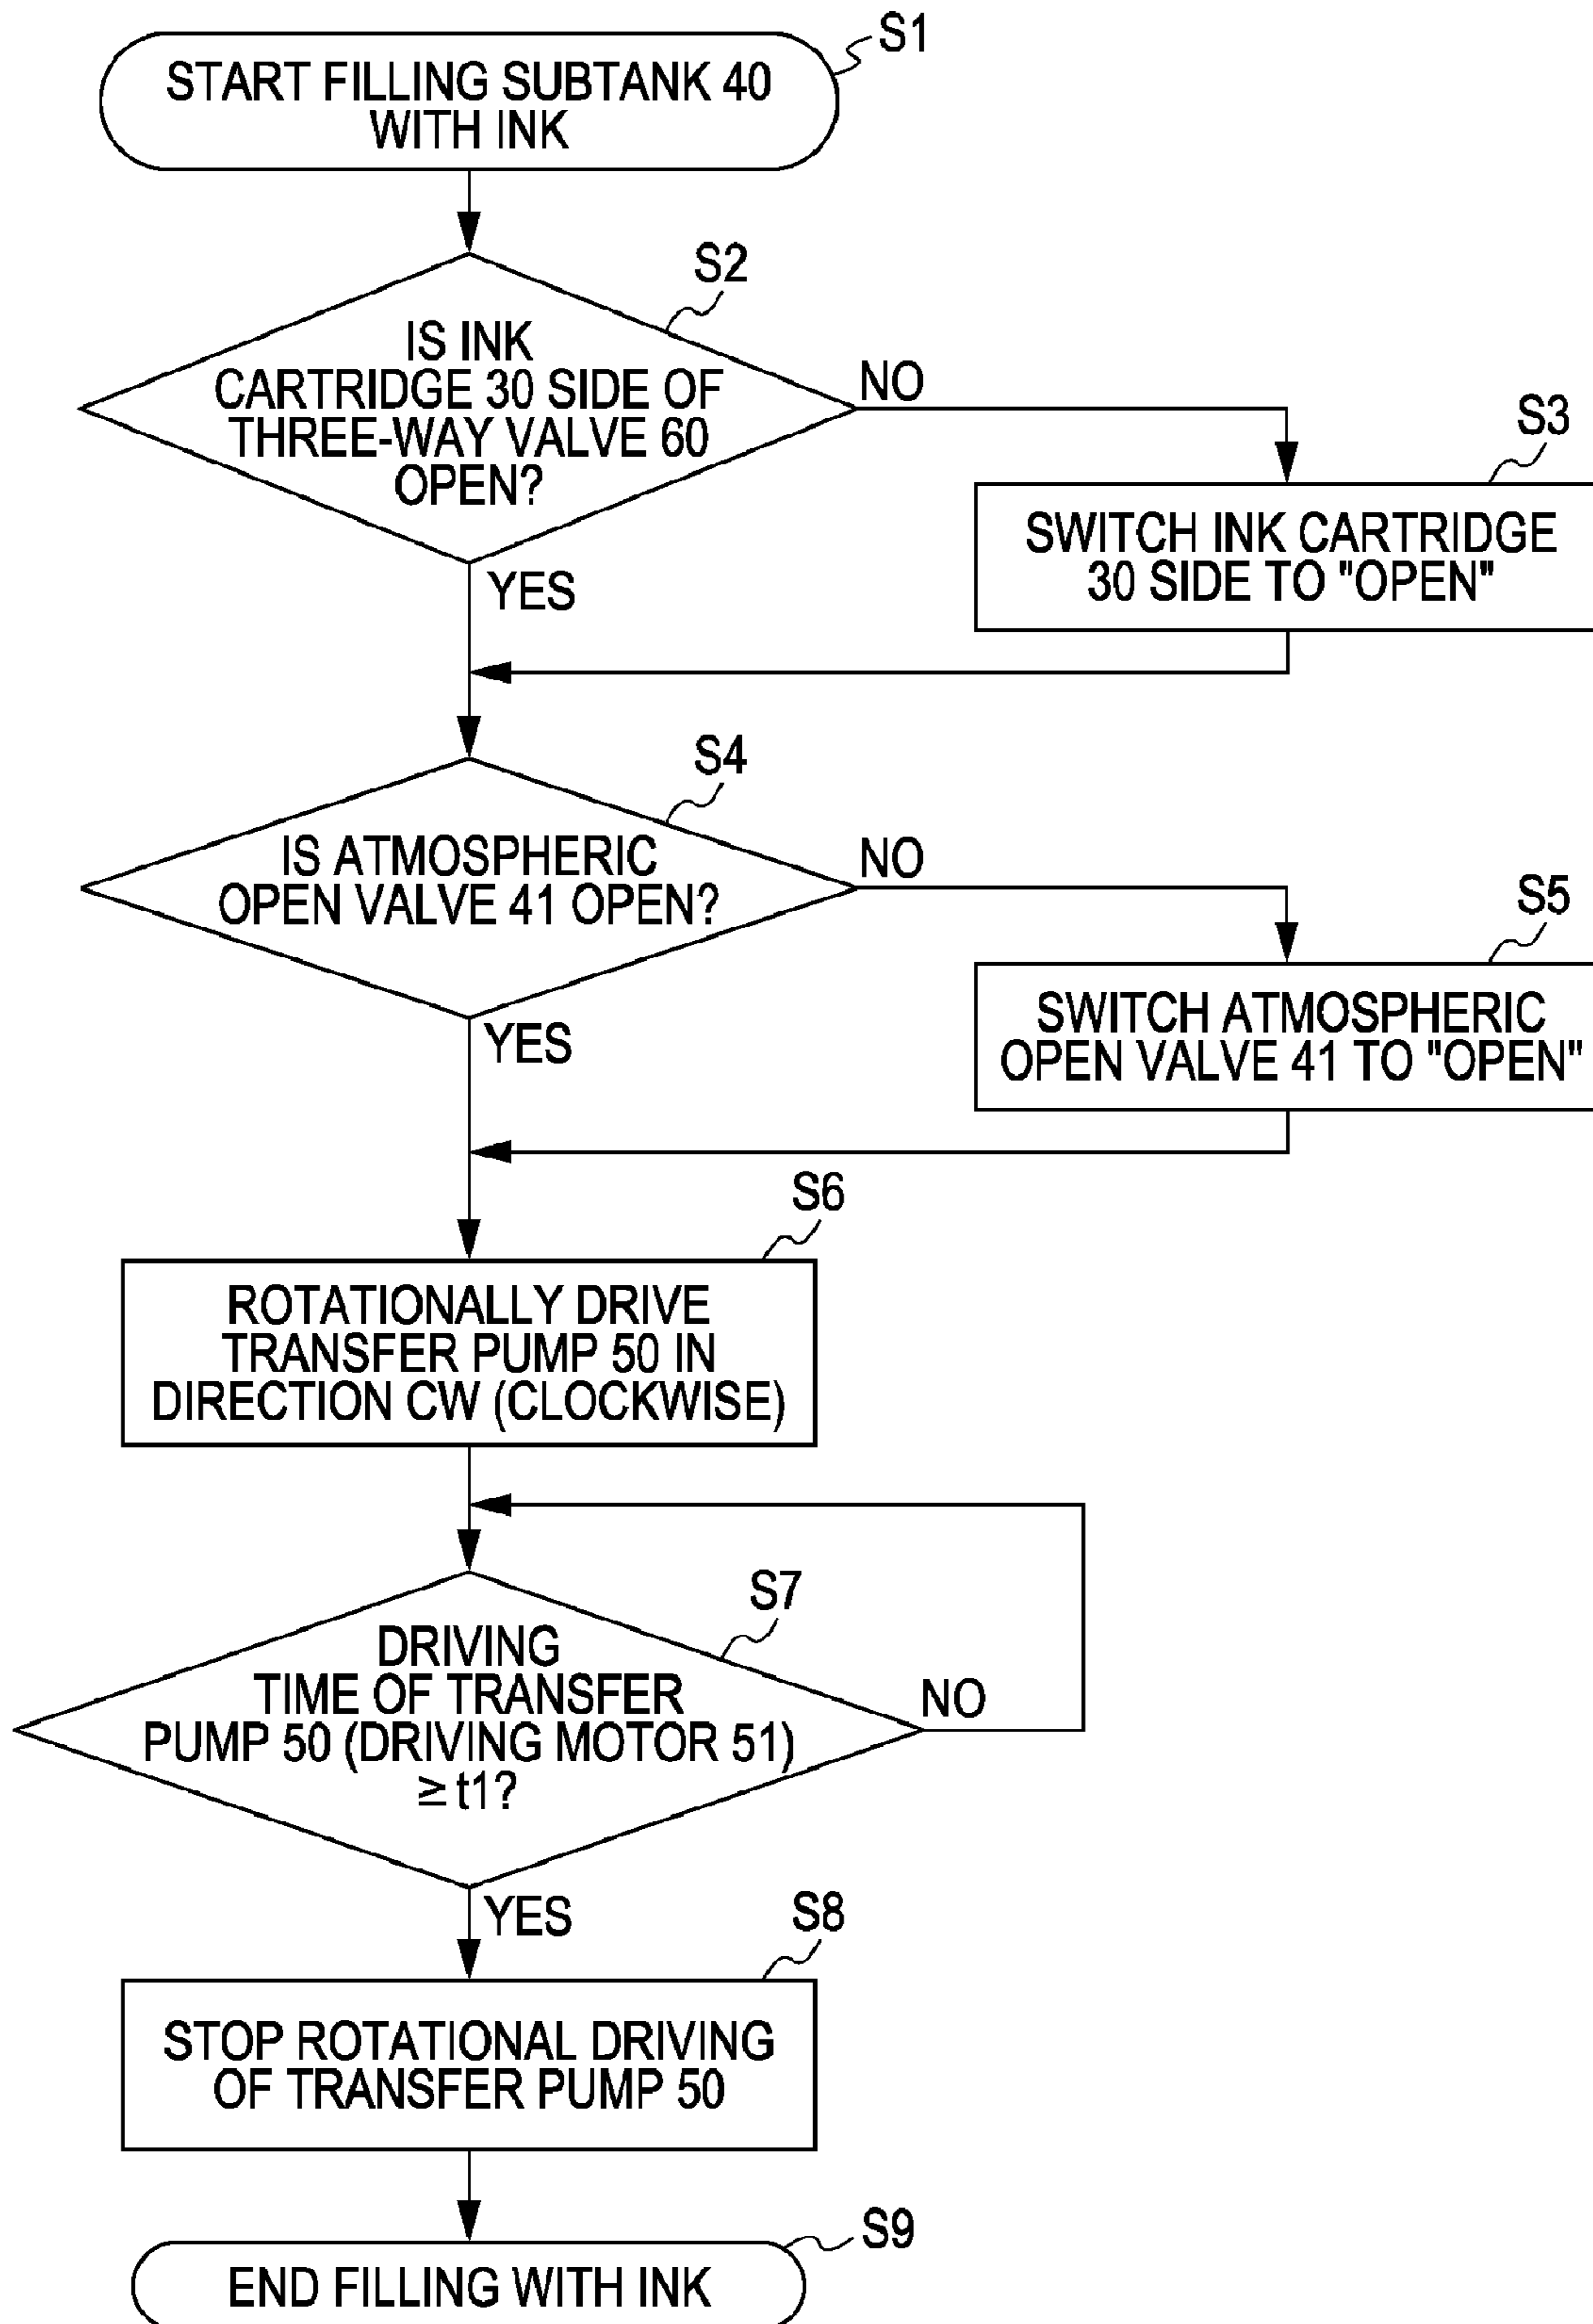 S1
START FILLING SUBTANK 40
WITH INK
S2
IS INK
CARTRIDGE 30 SIDE OF
THREE-WAY VALVE 60
OPEN?
NO
YES
S3
SWITCH INK CARTRIDGE
30 SIDE TO "OPEN"
S4
IS ATMOSPHERIC
OPEN VALVE 41 OPEN?
NO
YES
S5
SWITCH ATMOSPHERIC
OPEN VALVE 41 TO "OPEN"
S6
ROTATIONALLY DRIVE
TRANSFER PUMP 50 IN
DIRECTION CW (CLOCKWISE)
S7
DRIVING
TIME OF TRANSFER
PUMP 50 (DRIVING MOTOR 51)
≥ t1?
NO
YES
S8
STOP ROTATIONAL DRIVING
OF TRANSFER PUMP 50
S9
END FILLING WITH INK